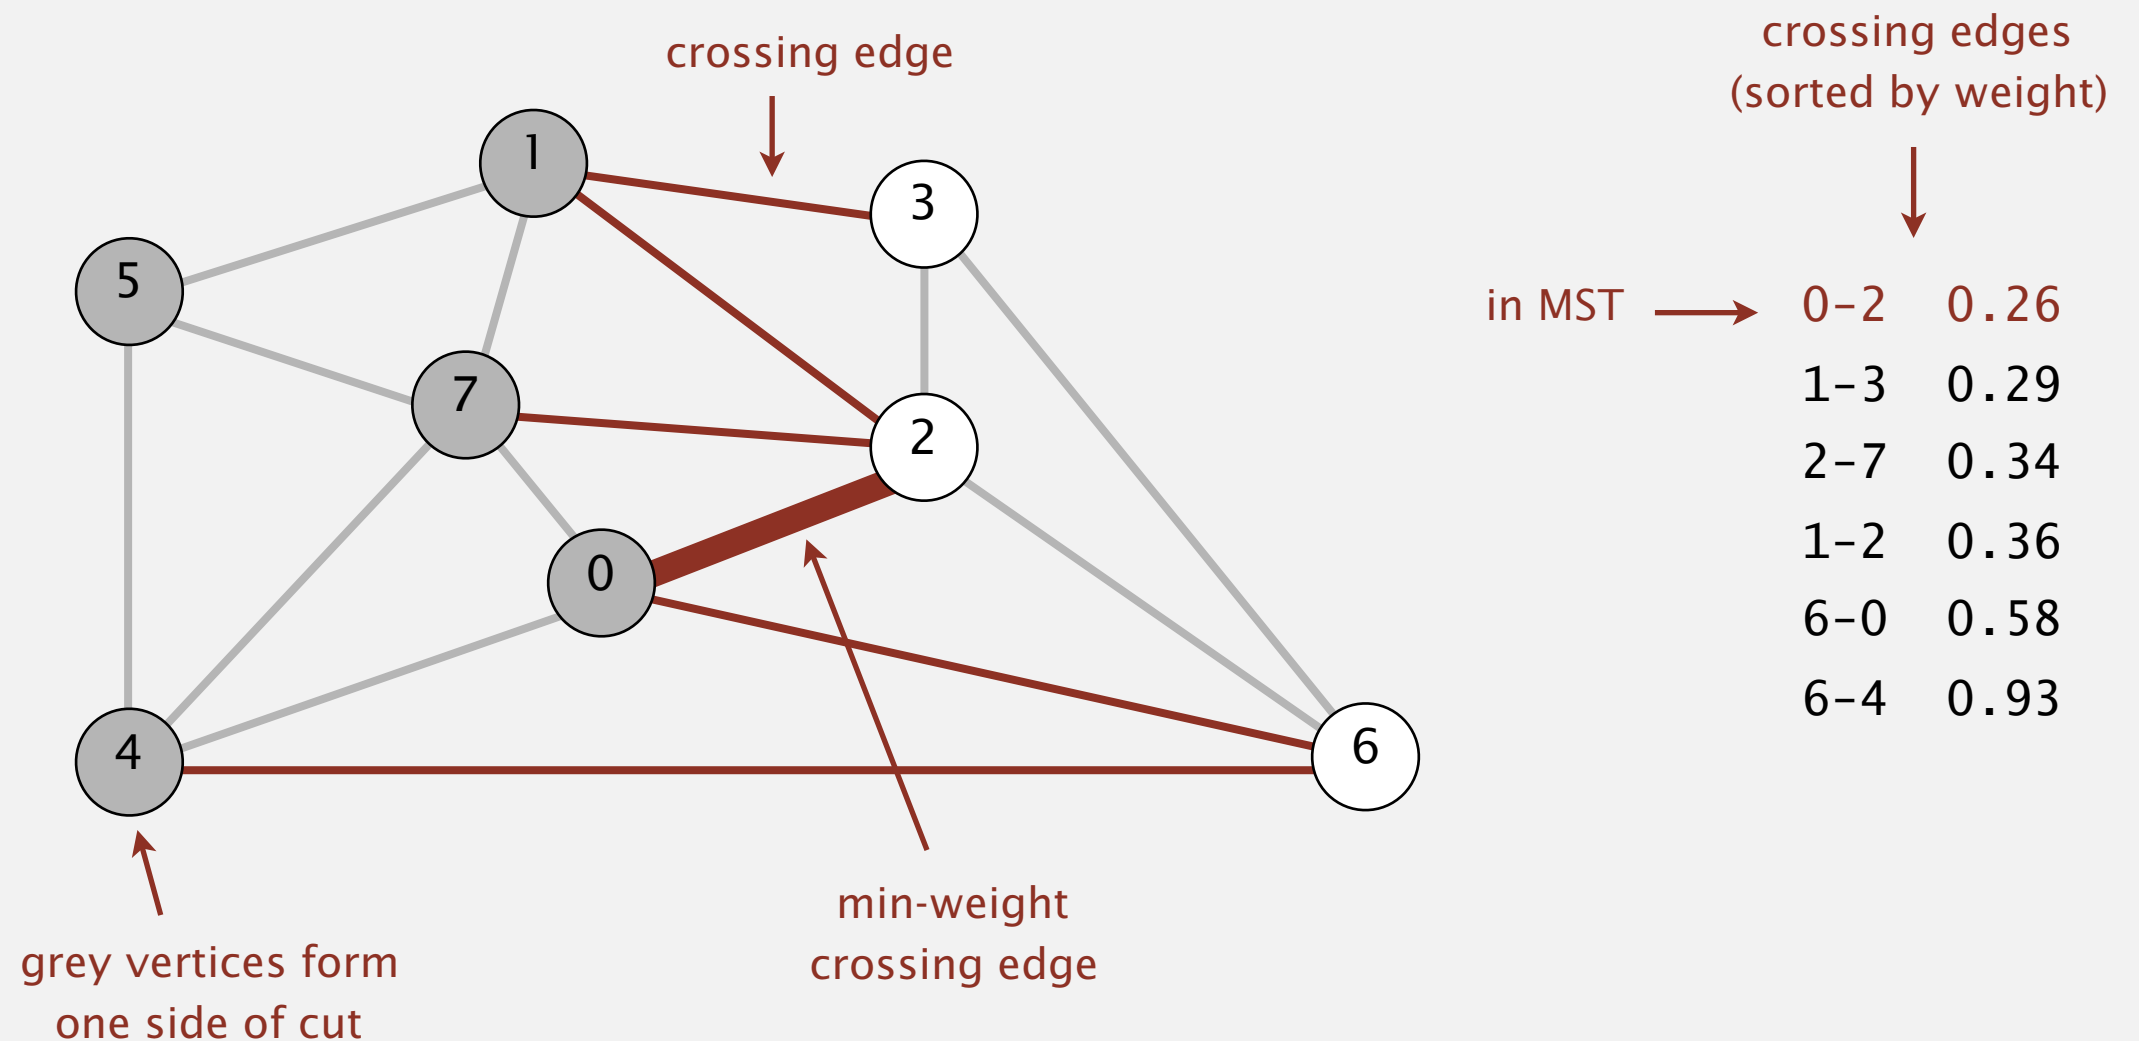 crossing edge
crossing edges
(sorted by weight)
1
3
5
7
2
0
4
6
in MST
0-2 0.26
1-3 0.29
2-7 0.34
1-2 0.36
6-0 0.58
6-4 0.93
min-weight
crossing edge
grey vertices form
one side of cut